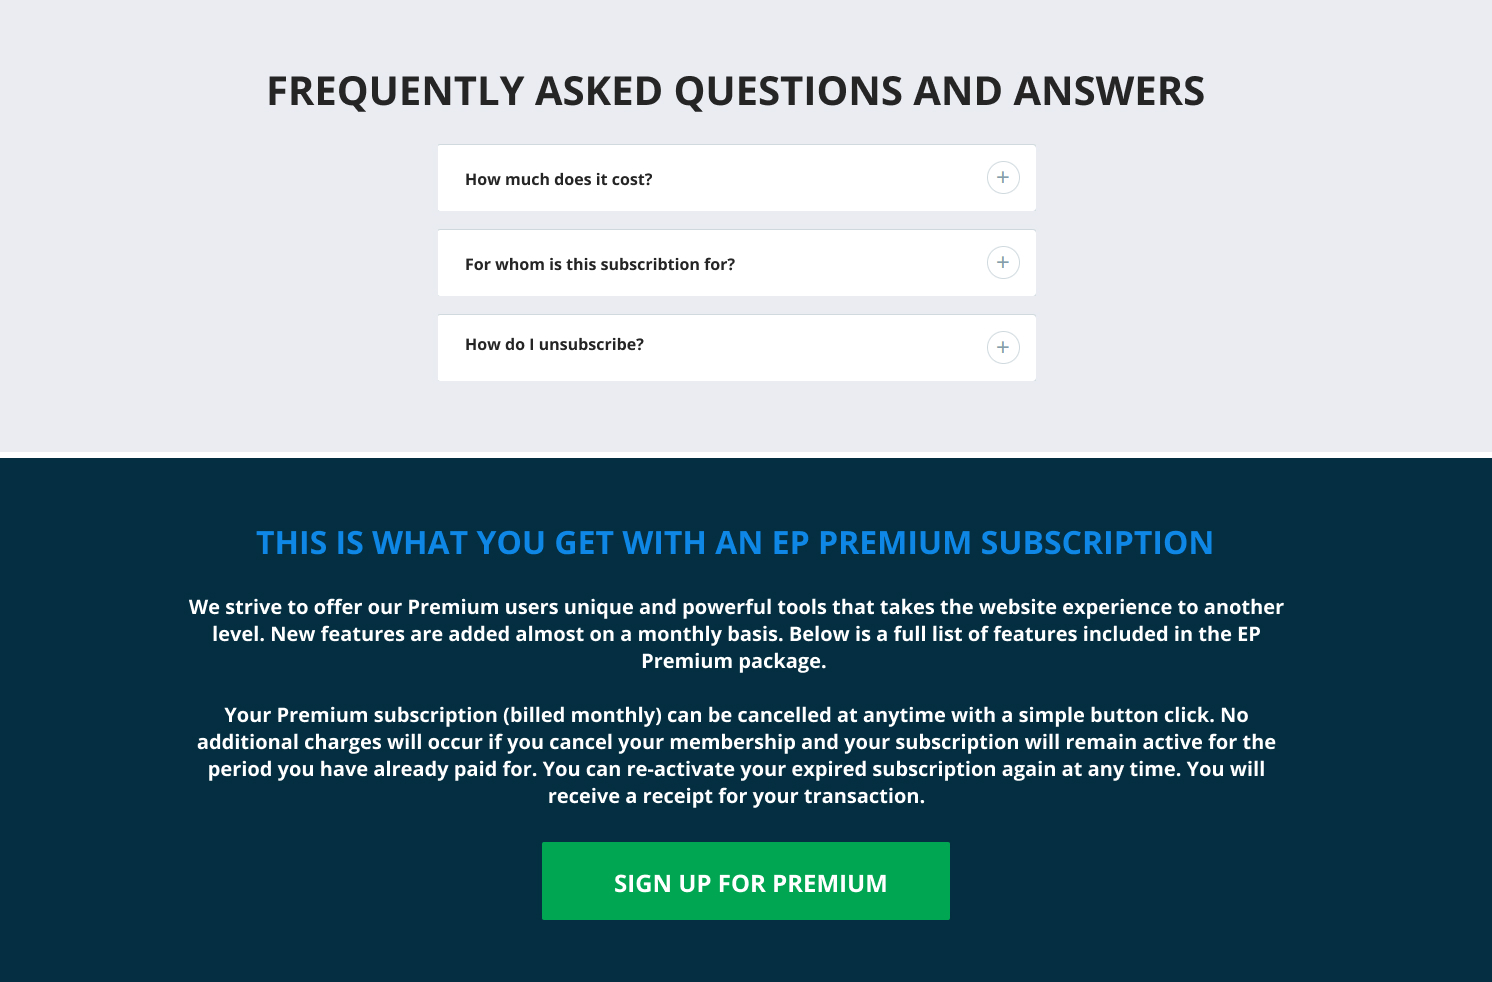 FREQUENTLY ASKED QUESTIONS AND ANSWERS
How much does it cost?
For whom is this subscribtion for?
How do I unsubscribe?
THIS IS WHAT YOU GET WITH AN EP PREMIUM SUBSCRIPTION
We strive to offer our Premium users unique and powerful tools that takes the website experience to another
level. New features are added almost on a monthly basis. Below is a full list of features included in the EP
Premium package.
Your Premium subscription (billed monthly) can be cancelled at anytime with a simple button click. No
additional charges will occur if you cancel your membership and your subscription will remain active for the
period you have already paid for. You can re-activate your expired subscription again at any time. You will
receive a receipt for your transaction.
SIGN UP FOR PREMIUM